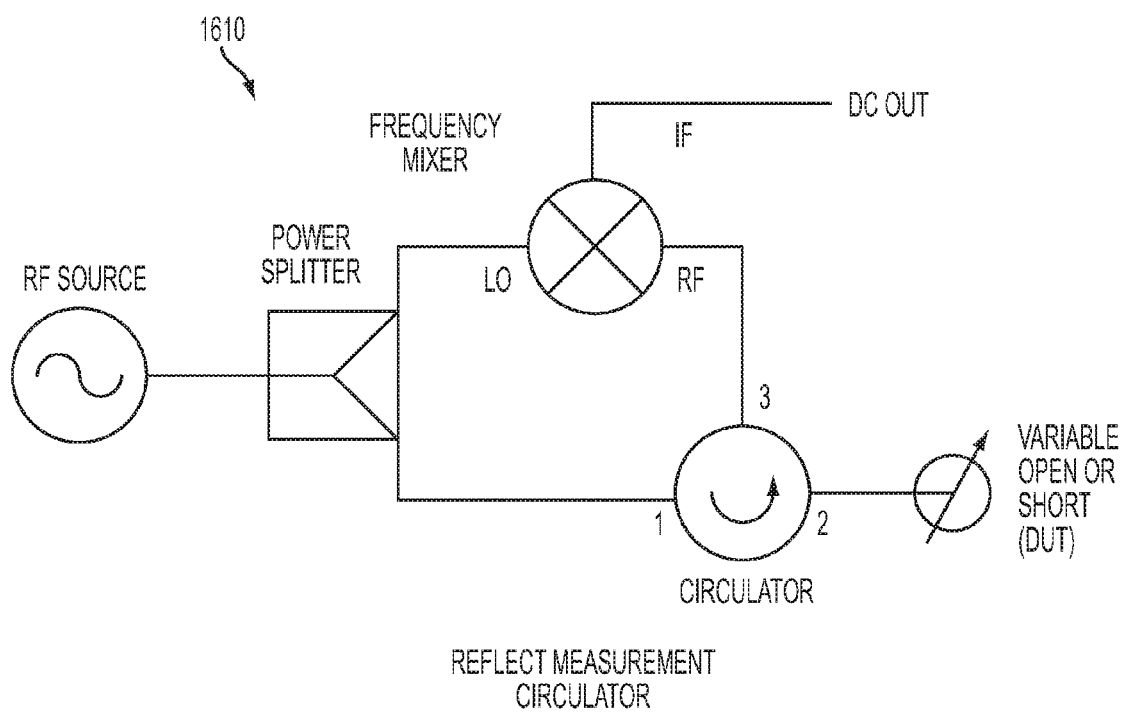 1610
DC OUT
FREQUENCY
MIXER
IF
POWER
SPLITTER
RF SOURCE
LO
RF
3
VARIABLE
OPEN OR
SHORT
(DUT)
1
2
CIRCULATOR
REFLECT MEASUREMENT
CIRCULATOR